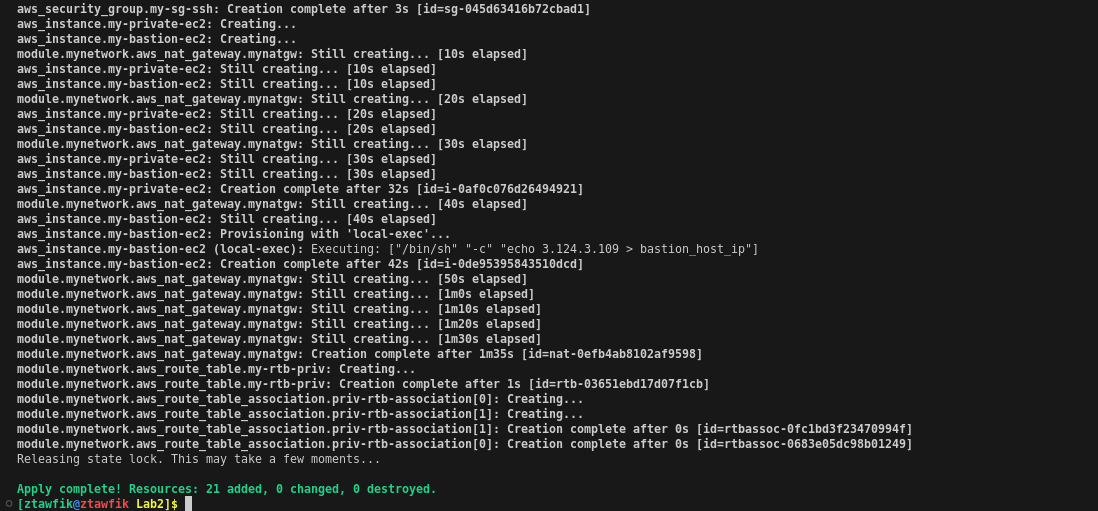 aws_security_group.my-sg-ssh: Creation complete after 3s [id=sg-045d63416b72cbad1]
aws_instance.my-private-ec2: Creating...
aws_instance.my-bastion-ec2: Creating...
module.mynetwork.aws_nat_gateway.mynatgw: Still creating... [10s elapsed]
aws_instance.my-private-ec2: Still creating... [10s elapsed]
aws_instance.my-bastion-ec2: Still creating... [10s elapsed]
module.mynetwork.aws_nat_gateway.mynatgw: Still creating... [20s elapsed]
aws_instance.my-private-ec2: Still creating... [20s elapsed]
aws_instance.my-bastion-ec2: Still creating... [20s elapsed]
module.mynetwork.aws_nat_gateway.mynatgw: Still creating... [30s elapsed]
aws_instance.my-private-ec2: Still creating... [30s elapsed]
aws_instance.my-bastion-ec2: Still creating... [30s elapsed]
aws_instance.my-private-ec2: Creation complete after 32s [id=i-0af0c076d26494921]
module.mynetwork.aws_nat_gateway.mynatgw: Still creating... [40s elapsed]
aws_instance.my-bastion-ec2: Still creating... [40s elapsed]
aws_instance.my-bastion-ec2: Provisioning with 'local-exec'...
aws_instance.my-bastion-ec2 (local-exec): Executing: ["/bin/sh" "-c" "echo 3.124.3.109 > bastion_host_ip"]
aws_instance.my-bastion-ec2: Creation complete after 42s [id=i-0de95395843510dcd]
module.mynetwork.aws_nat_gateway.mynatgw: Still creating... [50s elapsed]
module.mynetwork.aws_nat_gateway.mynatgw: Still creating... [1m0s elapsed]
module.mynetwork.aws_nat_gateway.mynatgw: Still creating... [1m10s elapsed]
module.mynetwork.aws_nat_gateway.mynatgw: Still creating... [1m20s elapsed]
module.mynetwork.aws_nat_gateway.mynatgw: Still creating... [1m30s elapsed]
module.mynetwork.aws_nat_gateway.mynatgw: Creation complete after 1m35s [id=nat-0efb4ab8102af9598]
module.mynetwork.aws_route_table.my-rtb-priv: Creating...
module.mynetwork.aws_route_table.my-rtb-priv: Creation complete after 1s [id=rtb-03651ebd17d07f1cb]
module.mynetwork.aws_route_table_association.priv-rtb-association[0]: Creating...
module.mynetwork.aws_route_table_association.priv-rtb-association[1]: Creating...
module.mynetwork.aws_route_table_association.priv-rtb-association[1]: Creation complete after 0s [id=rtbassoc-0fc1bd3f23470994f]
module.mynetwork.aws_route_table_association.priv-rtb-association[0]: Creation complete after 0s [id=rtbassoc-0683e05dc98b01249]
Releasing state lock. This may take a few moments...
Apply complete! Resources: 21 added, 0 changed, 0 destroyed.
[ztawfik@ztawfik Lab2]$